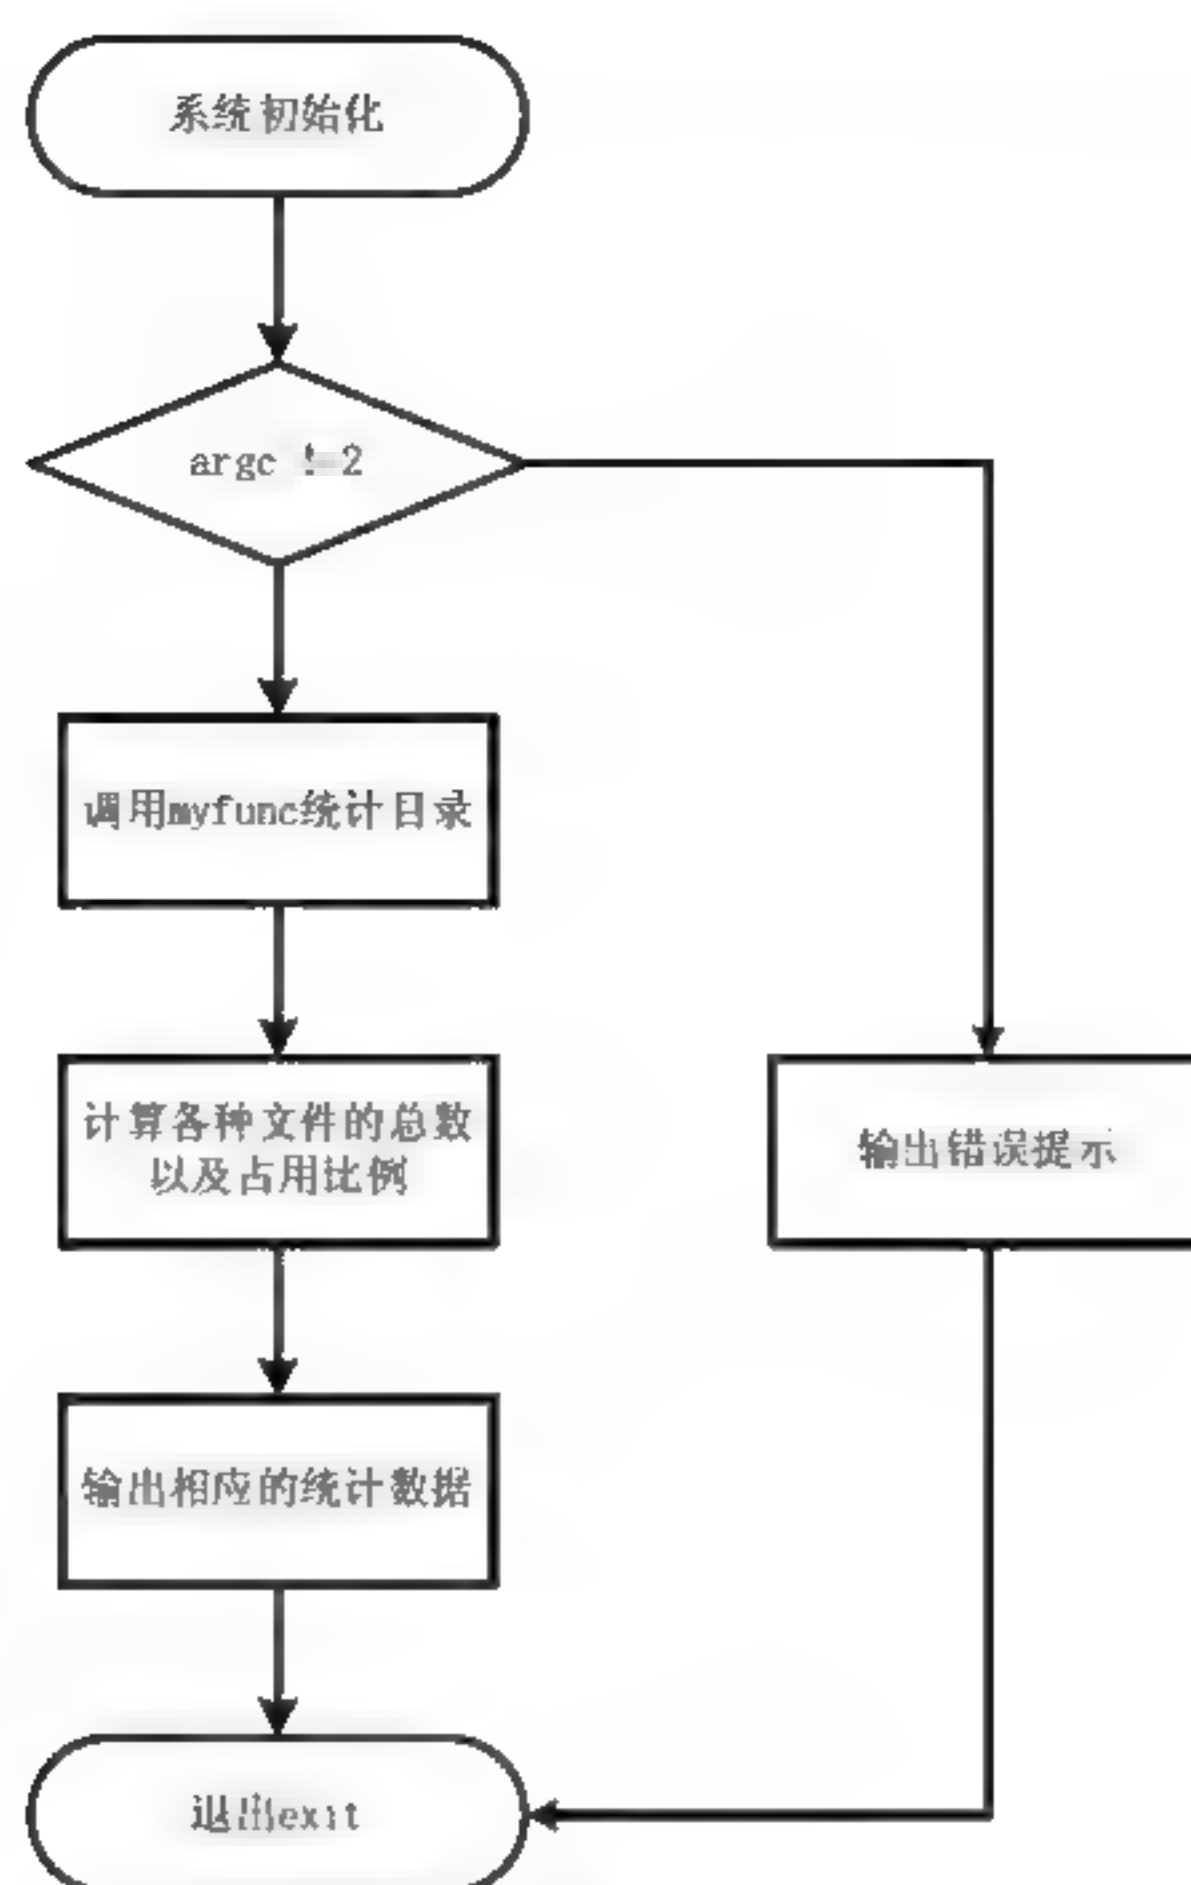 系统初始化
argc !=2
调用myfunc统计目录
计算各种文件的总数
以及占用比例
输出错误提示
输出相应的统计数据
退出exit